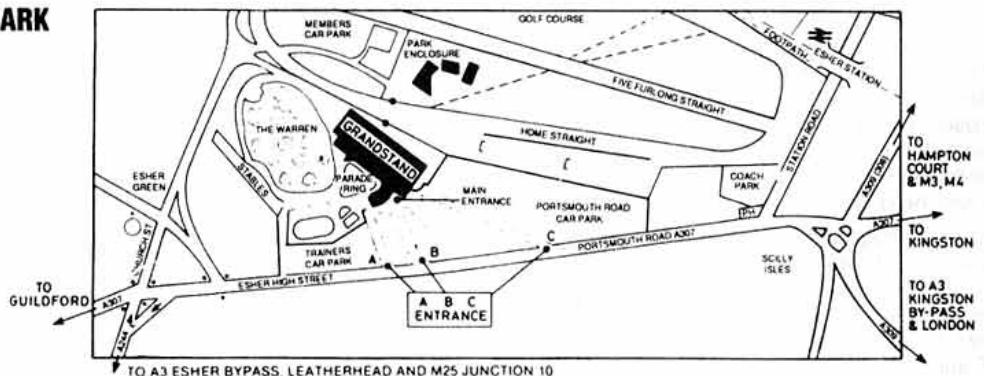 ARK
MEMBERS
CAR PARK
GOLF COURSE
PARK
ENCLOSURE
FOOTPATH
ESHER STATION
FIVE FURLONG STRAIGHT
THE WARREN
GRANDSTAND
HOME STRAIGHT
STATION ROAD
TO
HAMPTON
COURT
& M3, M4
A309 (308)
ESHER
GREEN
STABLES
PARADE
RING
MAIN
ENTRANCE
COACH
PARK
PORTSMOUTH ROAD
CAR PARK
PH
A307
TO
KINGSTON
CHURCH ST
TRAINERS
CAR PARK
A
B
C
PORTSMOUTH ROAD A307
SCILLY
ISLES
TO
GUILDFORD
A307
ESHER HIGH STREET
A B C
ENTRANCE
TO A3
KINGSTON
BY-PASS
& LONDON
A244
A309
TO A3 ESHER BYPASS, LEATHERHEAD AND M25 JUNCTION 10